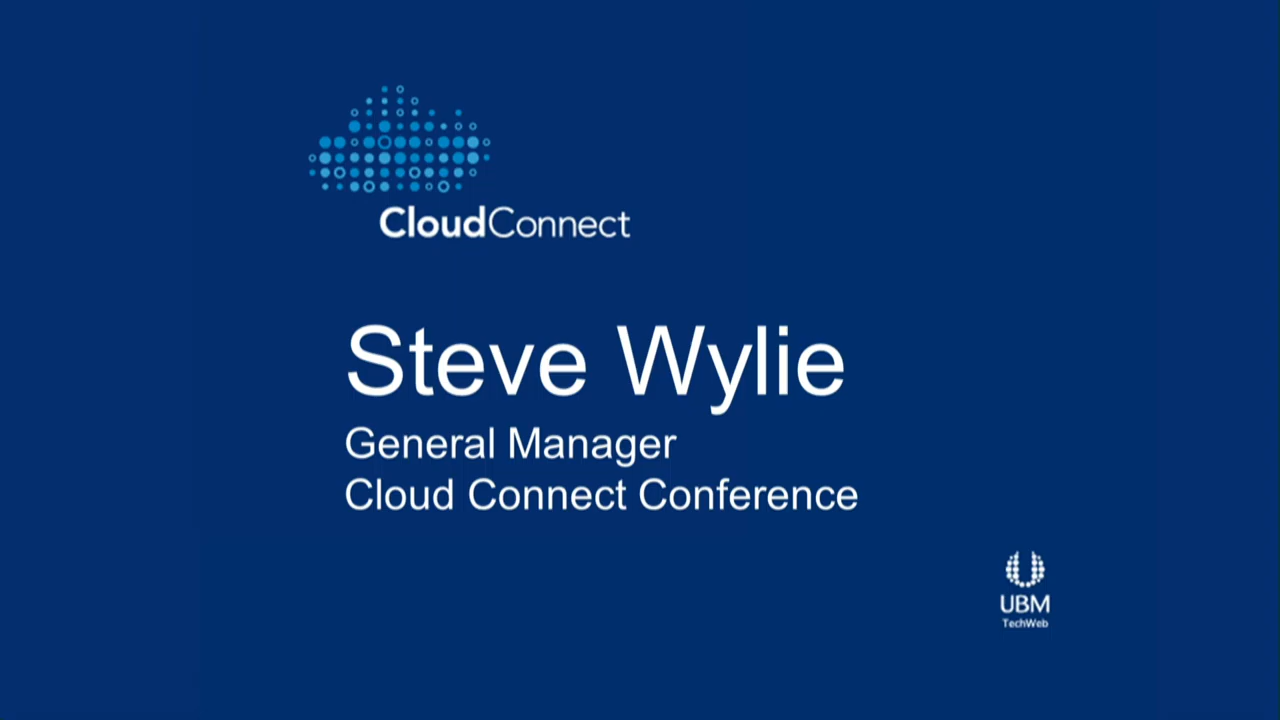 CloudConnect
Steve Wylie
General Manager
Cloud Connect Conference
UBM
TechWeb